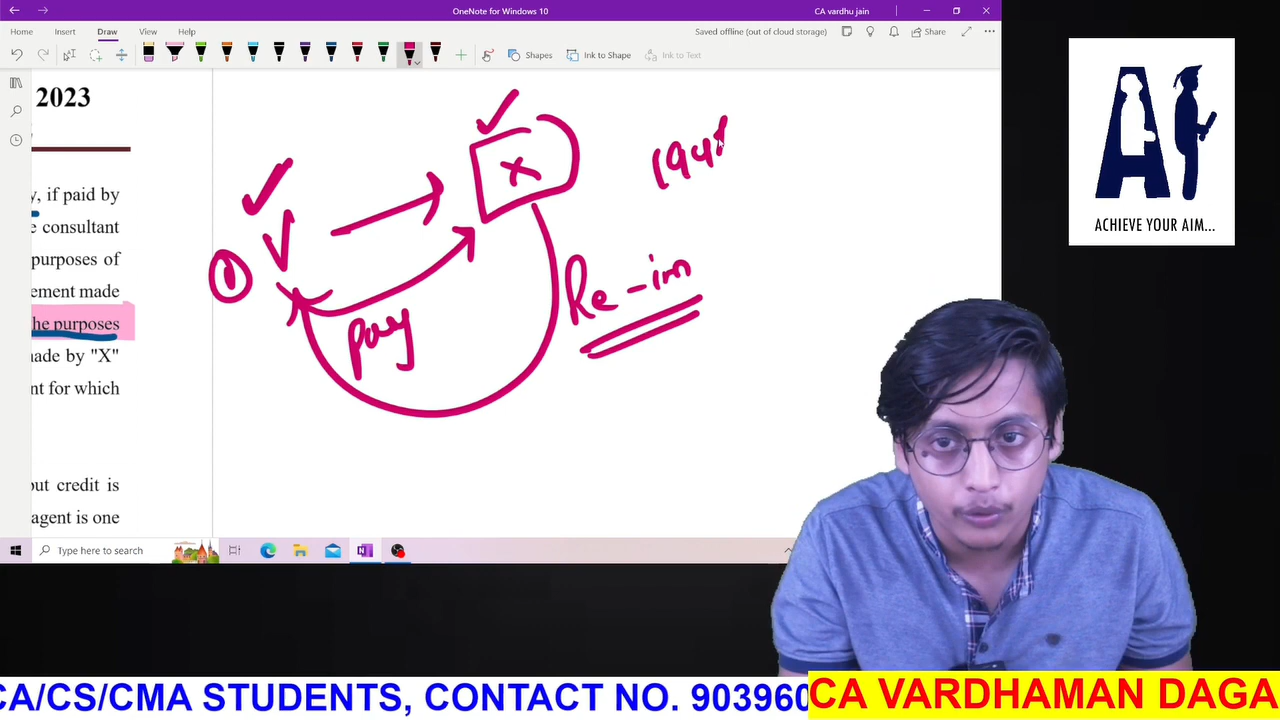 OneNote for Windows 10
CA vardhu jain
Home Insert Draw View Help
Saved offline (out of cloud storage)
Share
Shapes
Ink to Shape
Ink to Text
2023
y, if paid by
e consultant
purposes of
ement made
he purposes
ade by "X"
nt for which
out credit is
agent is one
X
V
①
Pay
Re-im
194
Type here to search
AI
ACHIEVE YOUR AIM...
CA/CS/CMA STUDENTS, CONTACT NO. 903960
CA VARDHAMAN DAGA